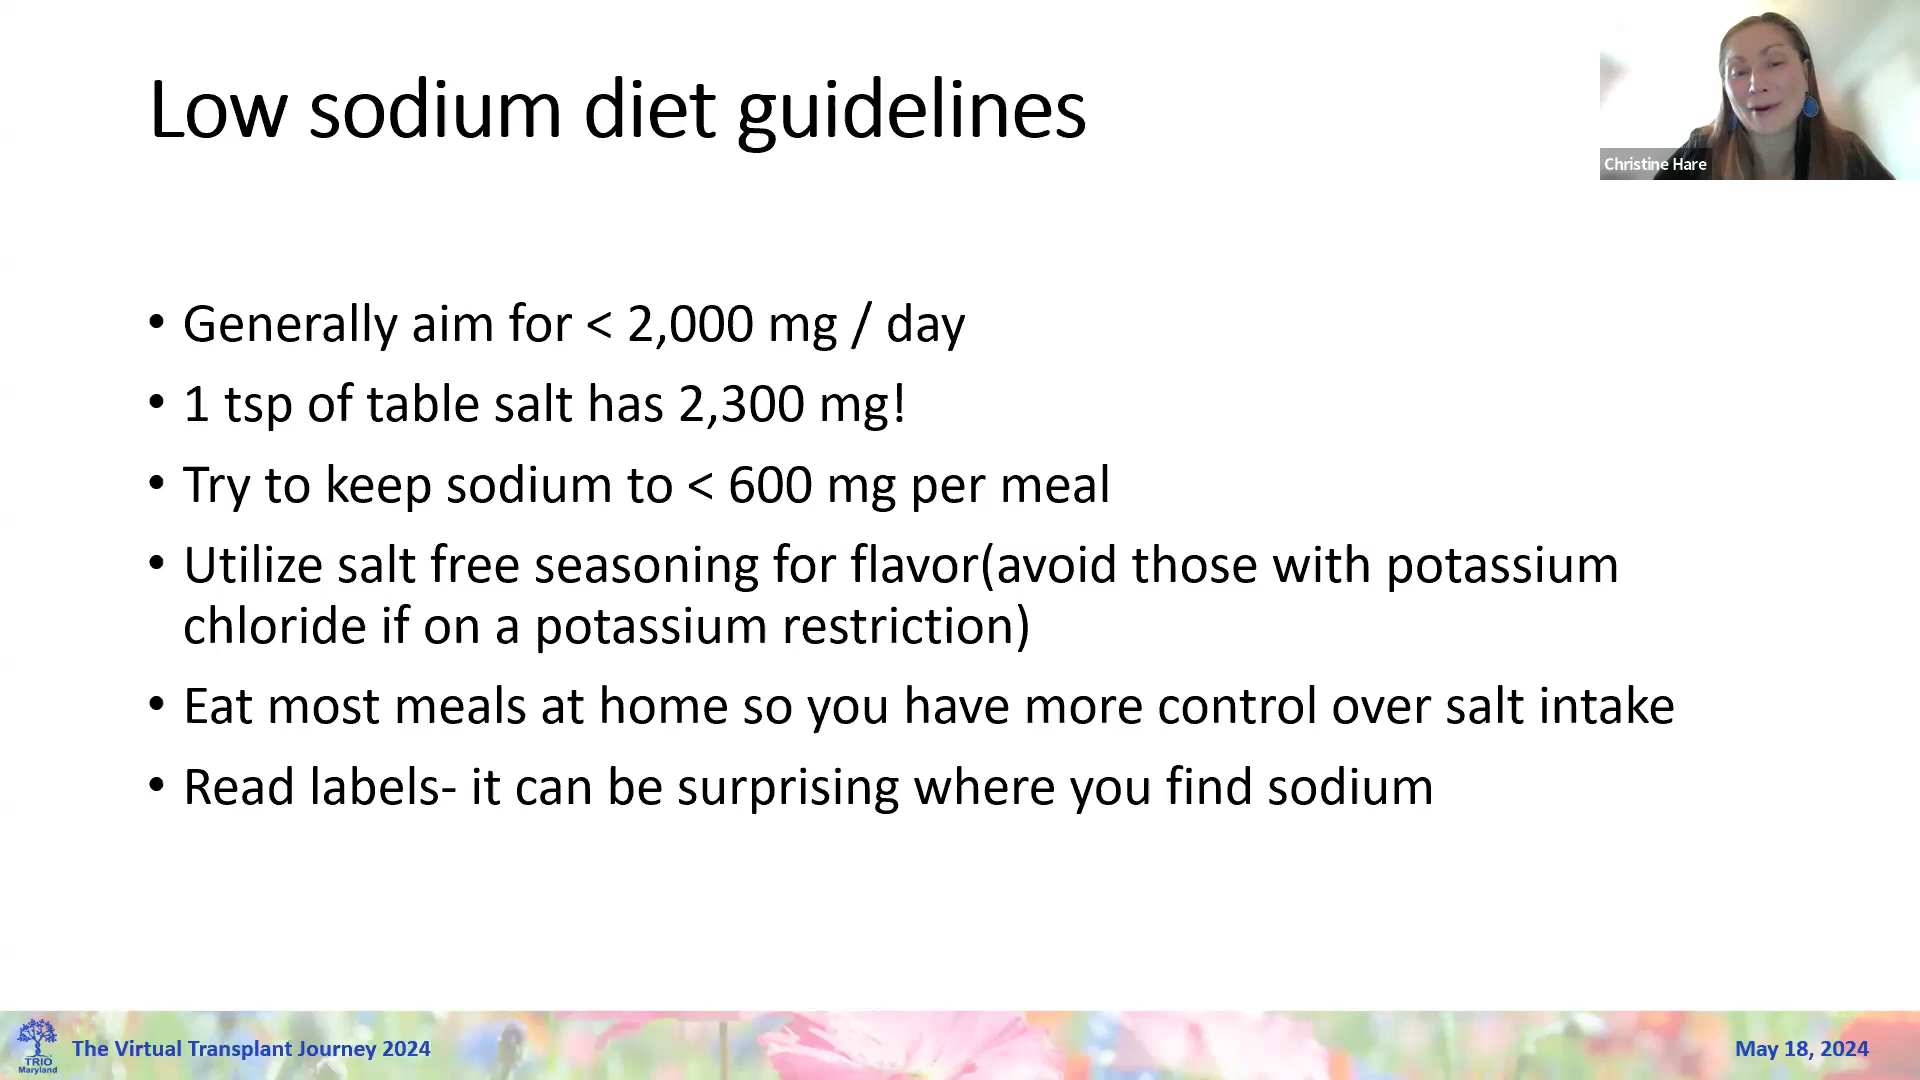 Low sodium diet guidelines
Christine Hare
• Generally aim for < 2,000 mg / day
• 1 tsp of table salt has 2,300 mg!
• Try to keep sodium to < 600 mg per meal
• Utilize salt free seasoning for flavor(avoid those with potassium
chloride if on a potassium restriction)
• Eat most meals at home so you have more control over salt intake
• Read labels- it can be surprising where you find sodium
TRIO
Maryland
The Virtual Transplant Journey 2024
May 18, 2024